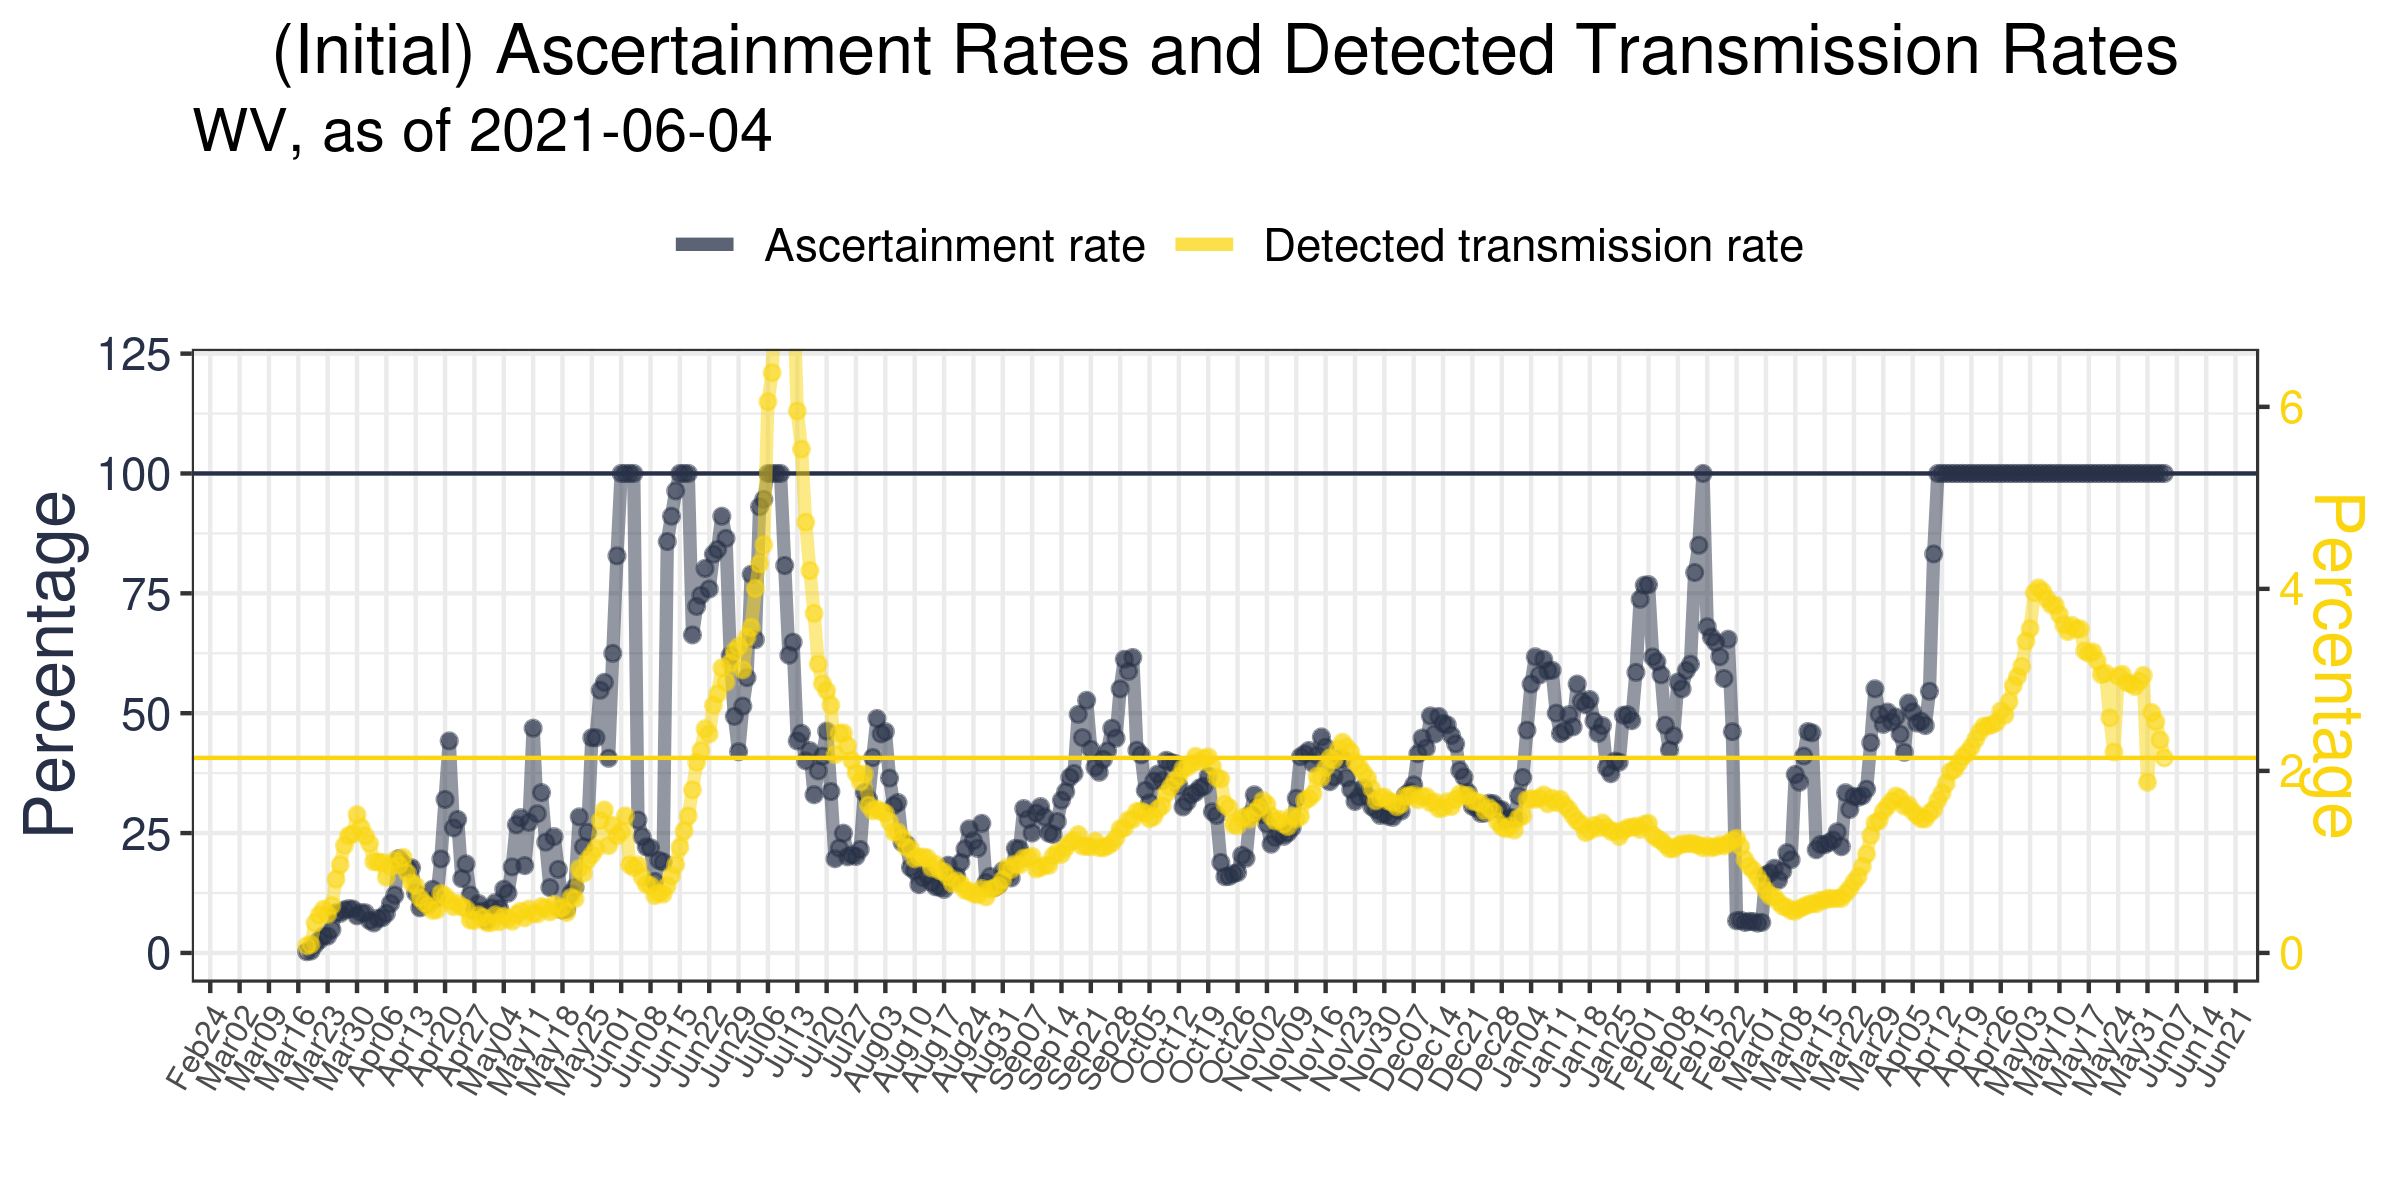 (Initial) Ascertainment Rates and Detected Transmission Rates
WV, as of 2021-06-04
Ascertainment rate
Detected transmission rate
Percentage
125
100
75
50
25
0
6
4
2
0
Percentage
Feb24
Mar02
Mar09
Mar16
Mar23
Mar30
Apr06
Apr13
Apr20
Apr27
May04
May11
May18
May25
Jun01
Jun08
Jun15
Jun22
Jun29
Jul06
Jul13
Jul20
Jul27
Aug03
Aug10
Aug17
Aug24
Aug31
Sep07
Sep14
Sep21
Sep28
Oct05
Oct12
Oct19
Oct26
Nov02
Nov09
Nov16
Nov23
Nov30
Dec07
Dec14
Dec21
Dec28
Jan04
Jan11
Jan18
Jan25
Feb01
Feb08
Feb15
Feb22
Mar01
Mar08
Mar15
Mar22
Mar29
Apr05
Apr12
Apr19
Apr26
May03
May10
May17
May24
May31
Jun07
Jun14
Jun21